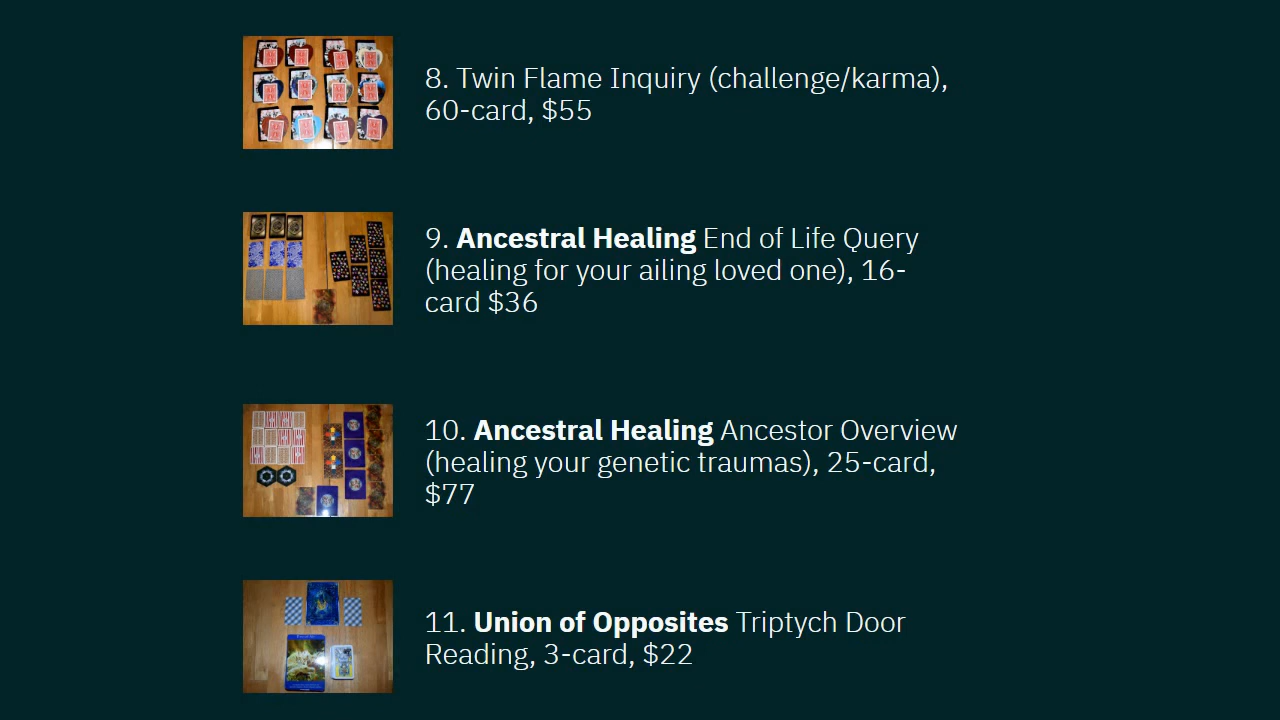 8. Twin Flame Inquiry (challenge/karma),
60-card, $55
9. Ancestral Healing End of Life Query
(healing for your ailing loved one), 16-
card $36
10. Ancestral Healing Ancestor Overview
(healing your genetic traumas), 25-card,
$77
11. Union of Opposites Triptych Door
Reading, 3-card, $22